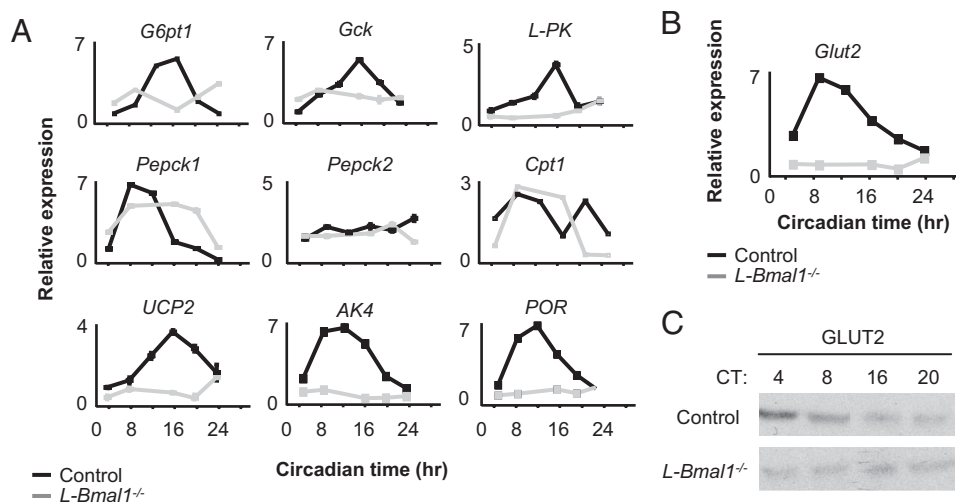 A
G6pt1
Gck
L-PK
7
0
7
0
5
0
Pepck1
Pepck2
Cpt1
7
0
5
0
3
0
UCP2
AK4
POR
4
0
7
0
7
0
0 8 16 24
0 8 16 24
0 8 16 24
Relative expression
Circadian time (hr)
Control
L-Bmal1-/-
B
Glut2
7
0
Relative expression
0 8 16 24
Circadian time (hr)
Control
L-Bmal1-/-
C
GLUT2
CT: 4 8 16 20
Control
L-Bmal1-/-